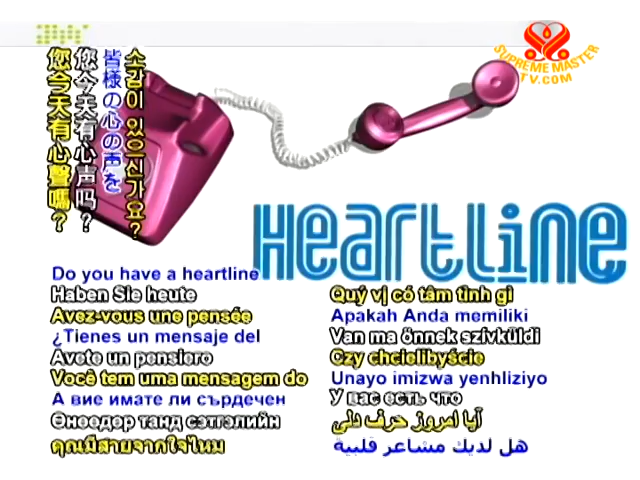 SUPREME MASTER
TV.COM
您今天有心聲嗎？
您今天有心声吗？
皆様の心の声を
소감이 있으신가요?
Heartline
Do you have a heartline
Haben Sie heute
Avez-vous une pensée
¿Tienes un mensaje del
Avete un pensiero
Você tem uma mensagem do
А вие имате ли сърдечен
Өнөөдөр танд сэтгэлийн
คุณมีสายจากใจไหม
Quý vị có tâm tình gì
Apakah Anda memiliki
Van ma önnek szívküldi
Czy chcielibyście
Unayo imizwa yenhliziyo
У вас есть что
آیا امروز حرف دلی
هل لديك مشاعر قلبية